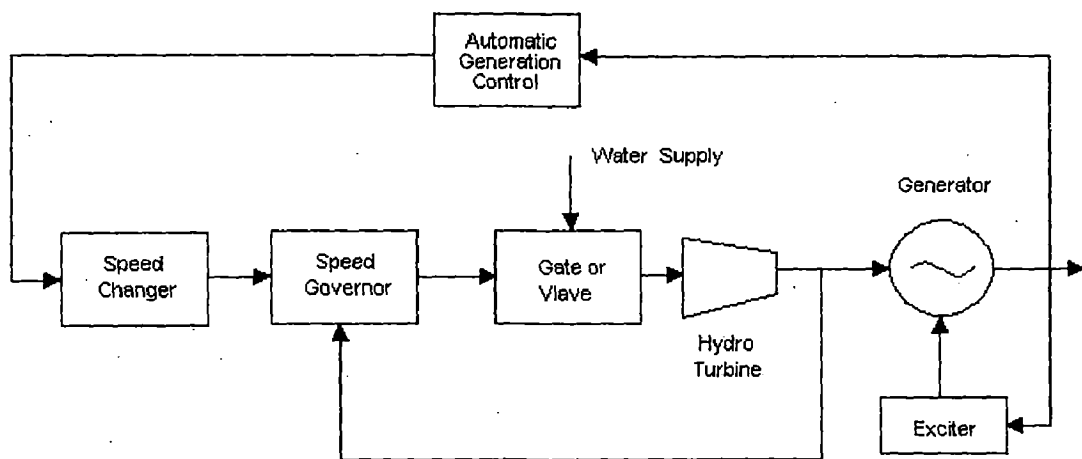 Automatic
Generation
Control
Water Supply
Generator
Speed
Changer
Speed
Governor
Gate or
Vlave
Hydro
Turbine
Exciter